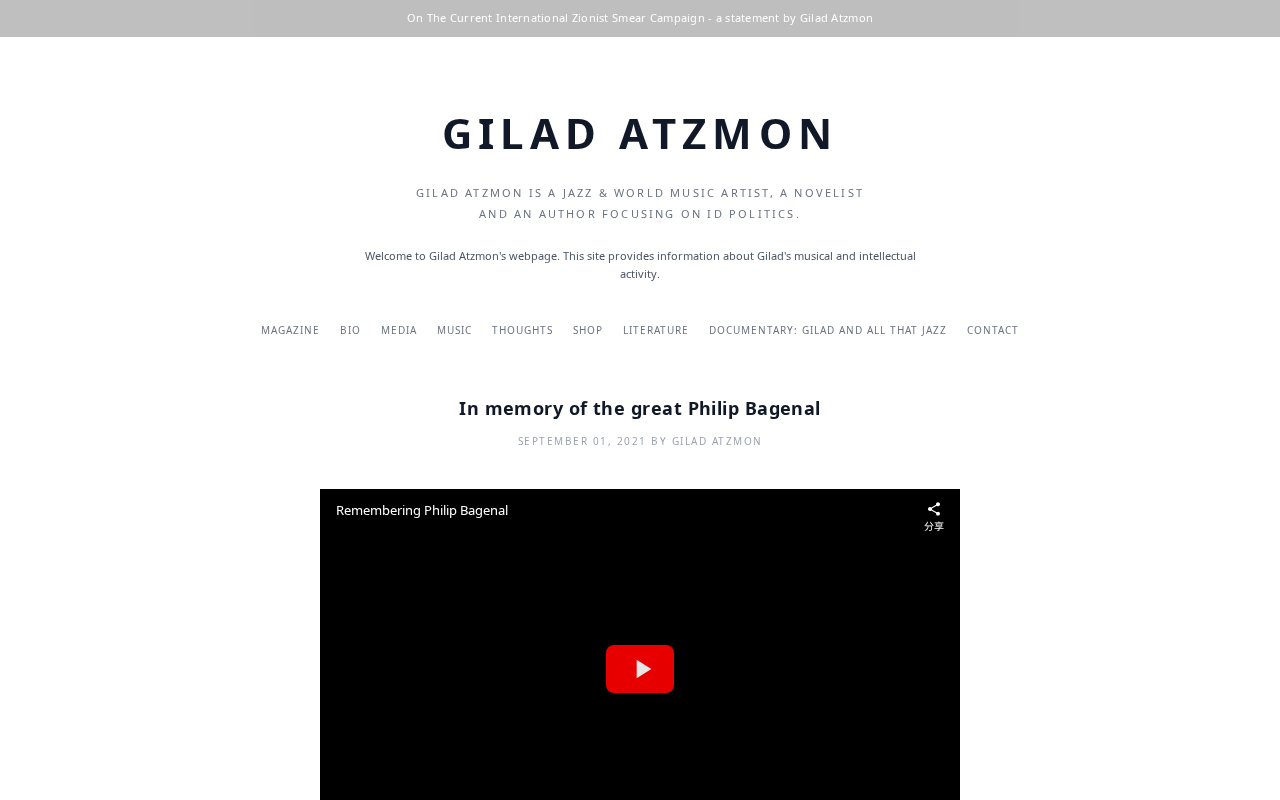 On The Current International Zionist Smear Campaign - a statement by Gilad Atzmon
GILAD ATZMON
GILAD ATZMON IS A JAZZ & WORLD MUSIC ARTIST, A NOVELIST
AND AN AUTHOR FOCUSING ON ID POLITICS.
Welcome to Gilad Atzmon's webpage. This site provides information about Gilad's musical and intellectual
activity.
MAGAZINE BIO MEDIA MUSIC THOUGHTS SHOP LITERATURE DOCUMENTARY: GILAD AND ALL THAT JAZZ CONTACT
In memory of the great Philip Bagenal
SEPTEMBER 01, 2021 BY GILAD ATZMON
Remembering Philip Bagenal
分享